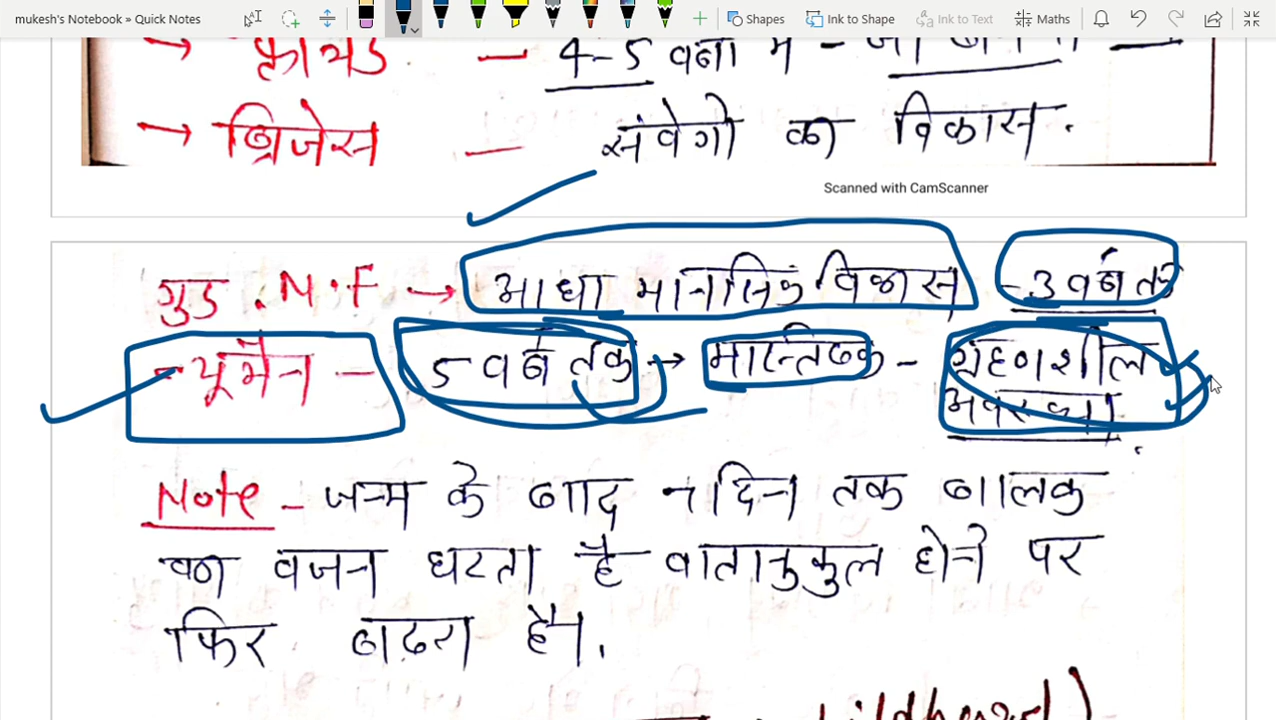 mukesh's Notebook » Quick Notes
Shapes
Ink to Shape
Ink to Text
Maths
→ फ्रायड — 4-5 वर्षों में -
→ ब्रिजेस — संवेगो का विकास.
Scanned with CamScanner
गुड .N.F → आधा मानसिक विकास - 3 वर्ष तक
- न्यूमैन - 5 वर्ष तक → मास्तिष्क - ग्रहणशील
अवस्था.
Note - जन्म के बाद 7 दिन तक बालक
का वजन घटता है वातानुकुल होने पर
फिर बढ़ता है।.